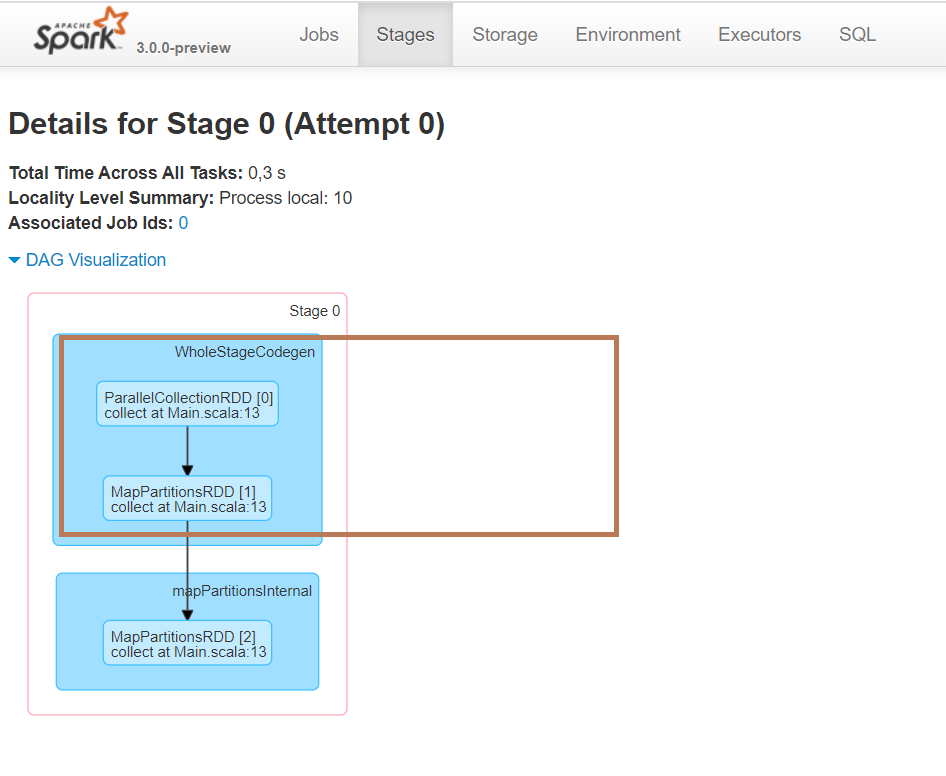 APACHE
Spark 3.0.0-preview
Jobs Stages Storage Environment Executors SQL
Details for Stage 0 (Attempt 0)
Total Time Across All Tasks: 0,3 s
Locality Level Summary: Process local: 10
Associated Job Ids: 0
DAG Visualization
Stage 0
WholeStageCodegen
ParallelCollectionRDD [0]
collect at Main.scala:13
MapPartitionsRDD [1]
collect at Main.scala:13
mapPartitionsInternal
MapPartitionsRDD [2]
collect at Main.scala:13